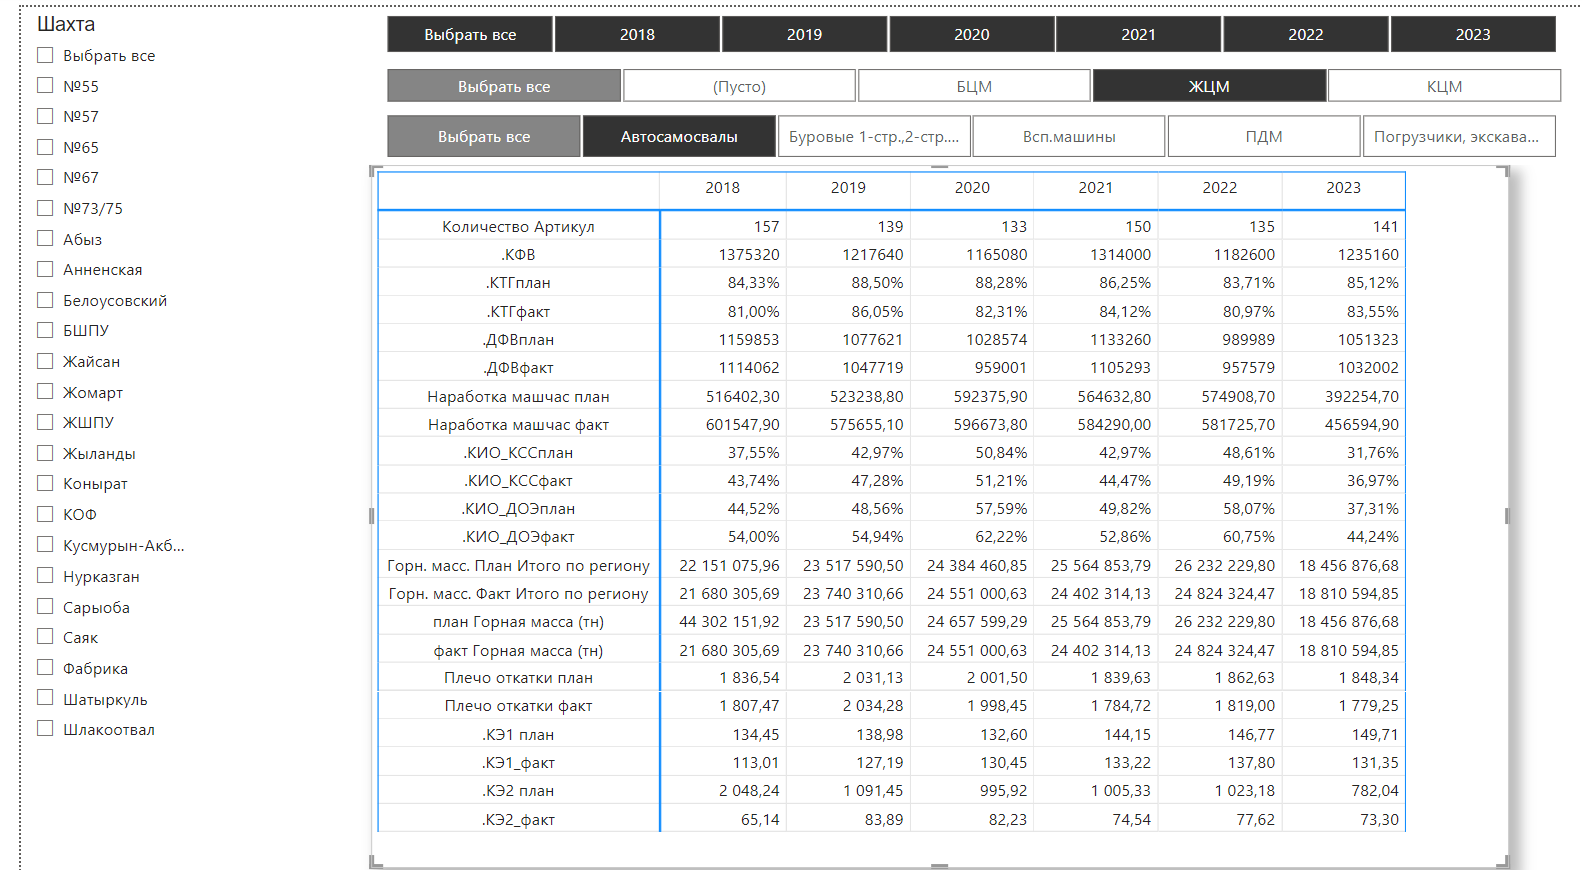 Шахта
Выбрать все
№55
№57
№65
№67
№73/75
Абыз
Анненская
Белоусовский
БШПУ
Жайсан
Жомарт
ЖШПУ
Жыланды
Конырат
КОФ
Кусмурын-Акб...
Нурказган
Сарыоба
Саяк
Фабрика
Шатыркуль
Шлакоотвал
Выбрать все 2018 2019 2020 2021 2022 2023
Выбрать все (Пусто) БЦМ ЖЦМ КЦМ
Выбрать все Автосамосвалы Буровые 1-стр.,2-стр.... Всп.машины ПДМ Погрузчики, экскава...
2018 2019 2020 2021 2022 2023
Количество Артикул 157 139 133 150 135 141
.КФВ 1375320 1217640 1165080 1314000 1182600 1235160
.КТГплан 84,33% 88,50% 88,28% 86,25% 83,71% 85,12%
.КТГфакт 81,00% 86,05% 82,31% 84,12% 80,97% 83,55%
.ДФВплан 1159853 1077621 1028574 1133260 989989 1051323
.ДФВфакт 1114062 1047719 959001 1105293 957579 1032002
Наработка машчас план 516402,30 523238,80 592375,90 564632,80 574908,70 392254,70
Наработка машчас факт 601547,90 575655,10 596673,80 584290,00 581725,70 456594,90
.КИО_КССплан 37,55% 42,97% 50,84% 42,97% 48,61% 31,76%
.КИО_КССфакт 43,74% 47,28% 51,21% 44,47% 49,19% 36,97%
.КИО_ДОЭплан 44,52% 48,56% 57,59% 49,82% 58,07% 37,31%
.КИО_ДОЭфакт 54,00% 54,94% 62,22% 52,86% 60,75% 44,24%
Горн. масс. План Итого по региону 22 151 075,96 23 517 590,50 24 384 460,85 25 564 853,79 26 232 229,80 18 456 876,68
Горн. масс. Факт Итого по региону 21 680 305,69 23 740 310,66 24 551 000,63 24 402 314,13 24 824 324,47 18 810 594,85
план Горная масса (тн) 44 302 151,92 23 517 590,50 24 657 599,29 25 564 853,79 26 232 229,80 18 456 876,68
факт Горная масса (тн) 21 680 305,69 23 740 310,66 24 551 000,63 24 402 314,13 24 824 324,47 18 810 594,85
Плечо откатки план 1 836,54 2 031,13 2 001,50 1 839,63 1 862,63 1 848,34
Плечо откатки факт 1 807,47 2 034,28 1 998,45 1 784,72 1 819,00 1 779,25
.КЭ1 план 134,45 138,98 132,60 144,15 146,77 149,71
.КЭ1_факт 113,01 127,19 130,45 133,22 137,80 131,35
.КЭ2 план 2 048,24 1 091,45 995,92 1 005,33 1 023,18 782,04
.КЭ2_факт 65,14 83,89 82,23 74,54 77,62 73,30